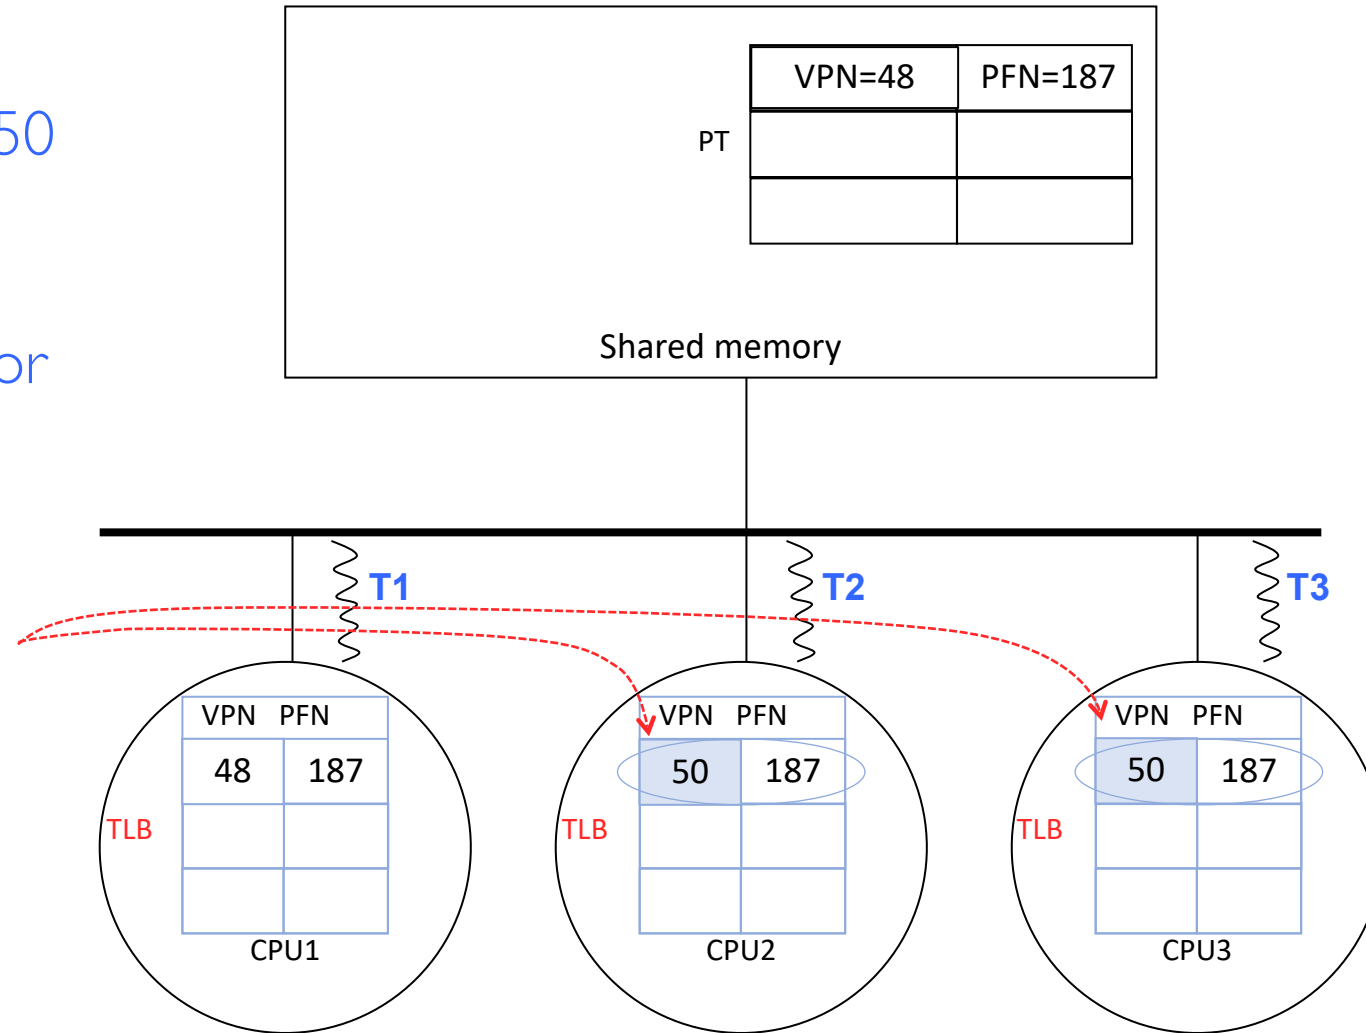 VPN=48 PFN=187
50
PT
Shared memory
or
T1 T2 T3
VPN PFN
48 187
TLB
CPU1
VPN PFN
50 187
TLB
CPU2
VPN PFN
50 187
TLB
CPU3